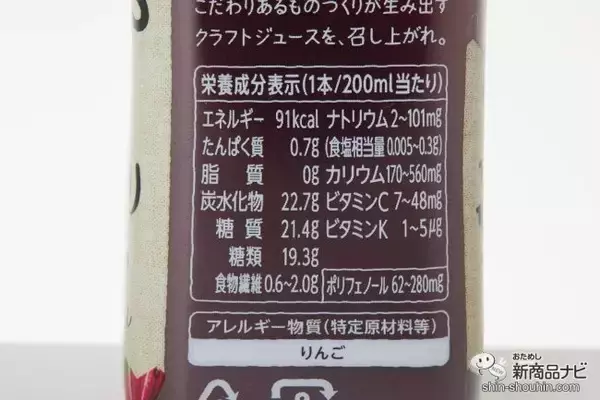 こだわりあるものづくりが生み出す
クラフトジュースを、召し上がれ。
栄養成分表示(1本/200ml当たり)
エネルギー 91kcal ナトリウム 2~101mg
たんぱく質 0.7g (食塩相当量 0.005~0.3g)
脂質 0g カリウム 170~560mg
炭水化物 22.7g ビタミンC 7~48mg
糖質 21.4g ビタミンK 1~5μg
糖類 19.3g
食物繊維 0.6~2.0g ポリフェノール 62~280mg
アレルギー物質(特定原材料等)
りんご
おためし
新商品ナビ
shin-shouhin.com